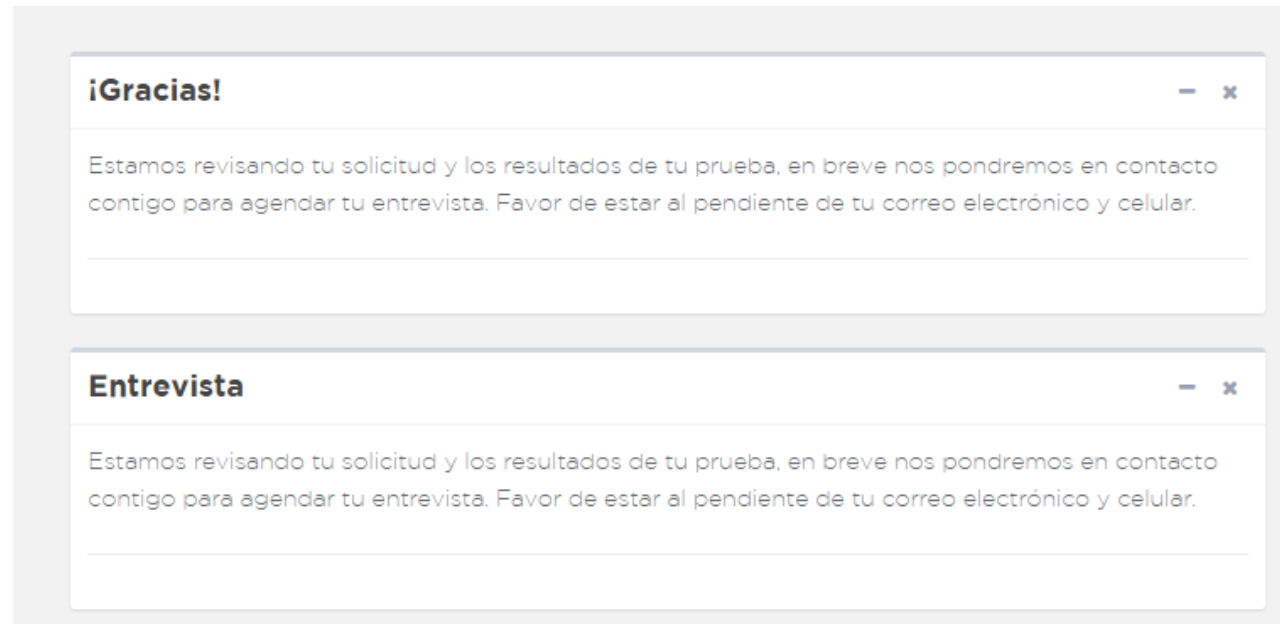 ¡Gracias!
Estamos revisando tu solicitud y los resultados de tu prueba, en breve nos pondremos en contacto
contigo para agendar tu entrevista. Favor de estar al pendiente de tu correo electrónico y celular.
Entrevista
Estamos revisando tu solicitud y los resultados de tu prueba, en breve nos pondremos en contacto
contigo para agendar tu entrevista. Favor de estar al pendiente de tu correo electrónico y celular.